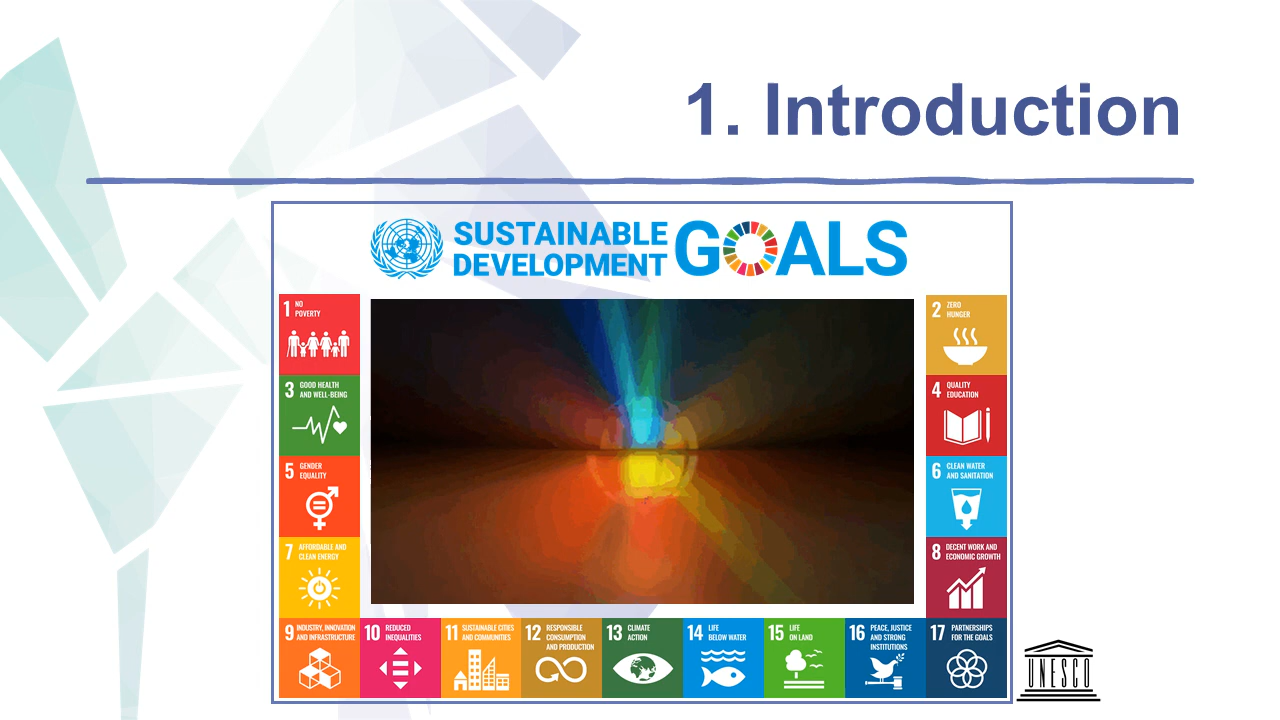 1. Introduction
SUSTAINABLE
DEVELOPMENT
GOALS
1 NO
POVERTY
2 ZERO
HUNGER
3 GOOD HEALTH
AND WELL-BEING
4 QUALITY
EDUCATION
5 GENDER
EQUALITY
6 CLEAN WATER
AND SANITATION
7 AFFORDABLE AND
CLEAN ENERGY
8 DECENT WORK AND
ECONOMIC GROWTH
9 INDUSTRY, INNOVATION
AND INFRASTRUCTURE
10 REDUCED
INEQUALITIES
11 SUSTAINABLE CITIES
AND COMMUNITIES
12 RESPONSIBLE
CONSUMPTION
AND PRODUCTION
13 CLIMATE
ACTION
14 LIFE
BELOW WATER
15 LIFE
ON LAND
16 PEACE, JUSTICE
AND STRONG
INSTITUTIONS
17 PARTNERSHIPS
FOR THE GOALS
UNESCO